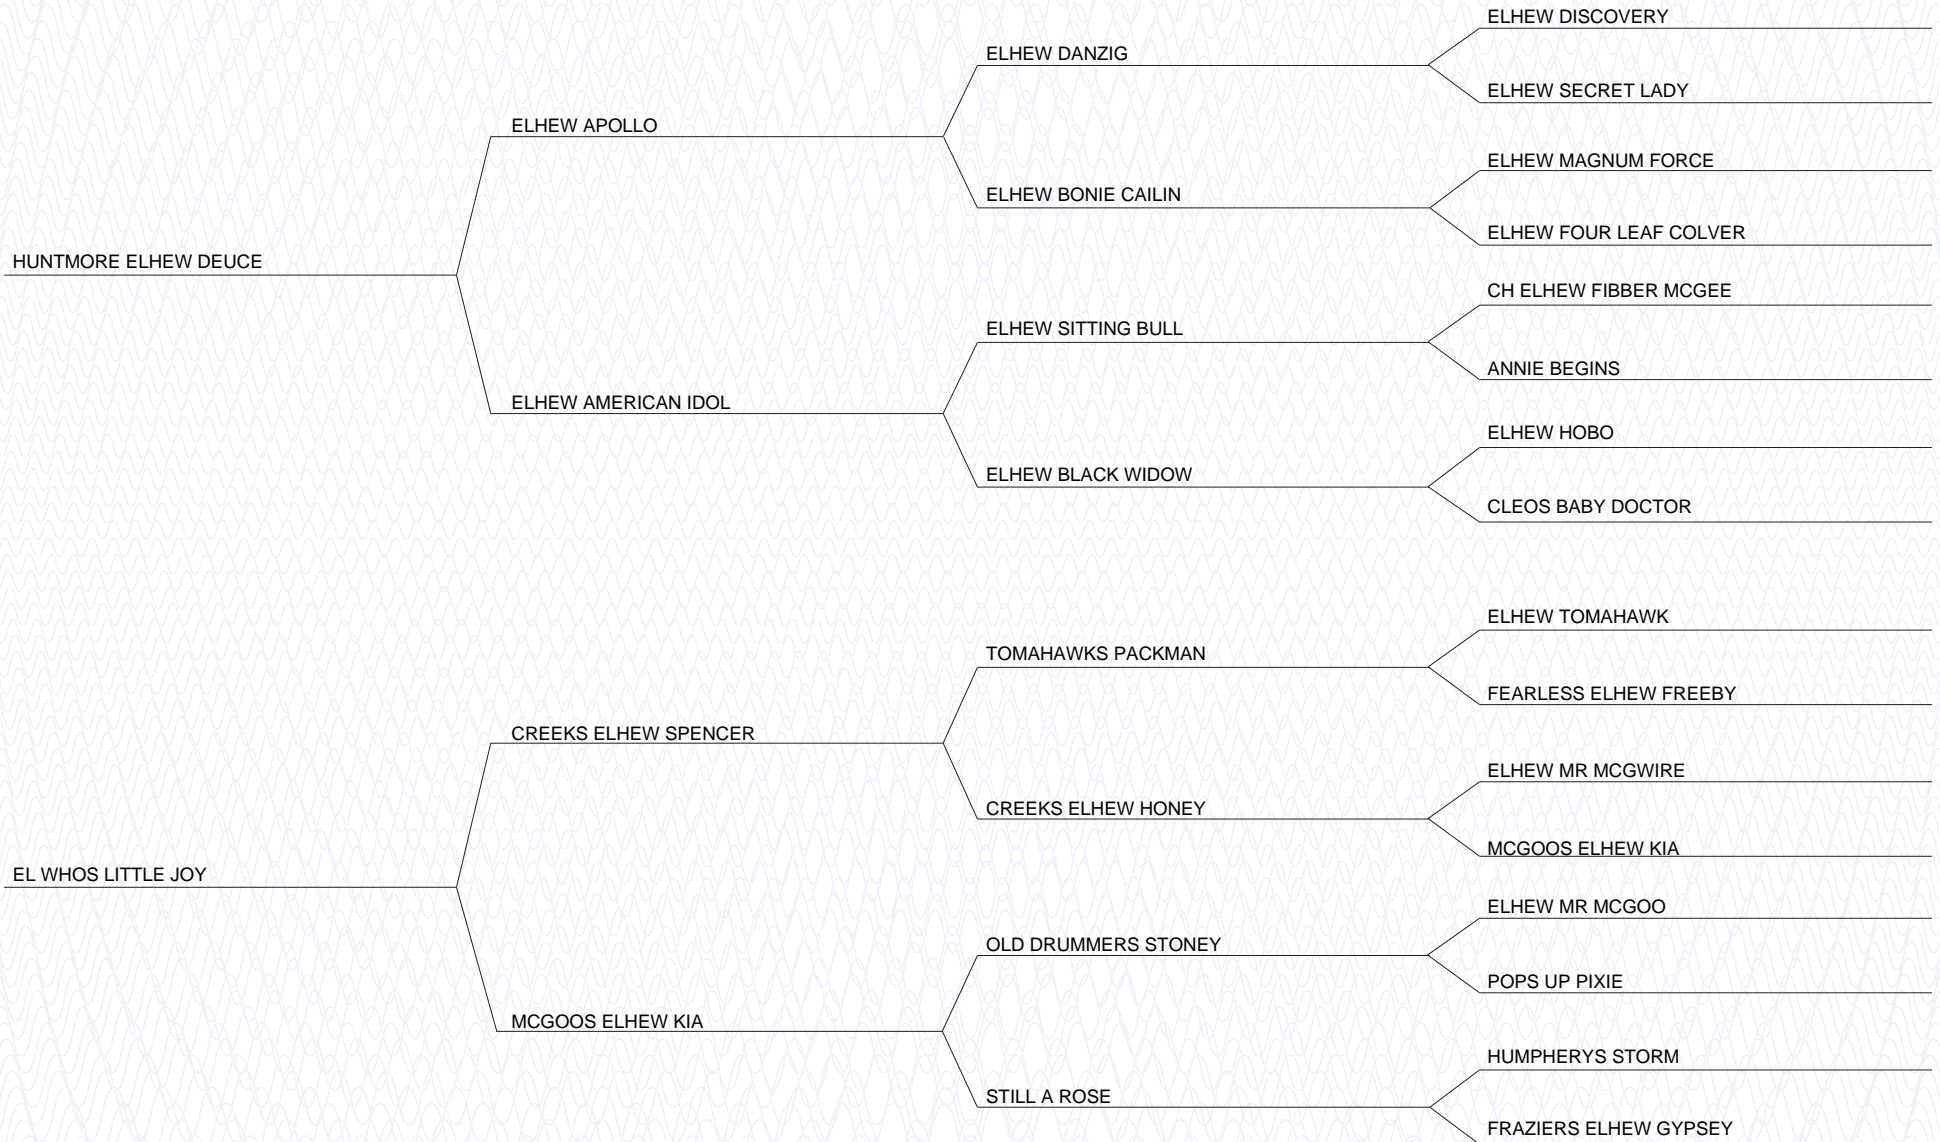 ELHEW DISCOVERY
ELHEW DANZIG
ELHEW SECRET LADY
ELHEW APOLLO
ELHEW MAGNUM FORCE
ELHEW BONIE CAILIN
ELHEW FOUR LEAF COLVER
HUNTMORE ELHEW DEUCE
CH ELHEW FIBBER MCGEE
ELHEW SITTING BULL
ANNIE BEGINS
ELHEW AMERICAN IDOL
ELHEW HOBO
ELHEW BLACK WIDOW
CLEOS BABY DOCTOR
ELHEW TOMAHAWK
TOMAHAWKS PACKMAN
FEARLESS ELHEW FREEBY
CREEKS ELHEW SPENCER
ELHEW MR MCGWIRE
CREEKS ELHEW HONEY
MCGOOS ELHEW KIA
EL WHOS LITTLE JOY
ELHEW MR MCGOO
OLD DRUMMERS STONEY
POPS UP PIXIE
MCGOOS ELHEW KIA
HUMPHERYS STORM
STILL A ROSE
FRAZIERS ELHEW GYPSEY